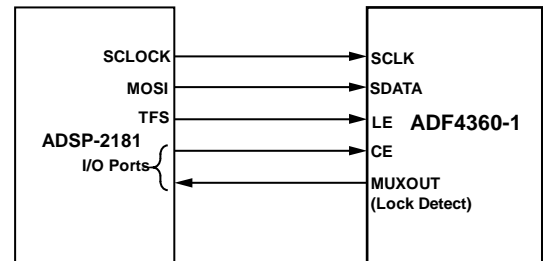 SCLOCK
MOSI
TFS
ADSP-2181
I/O Ports
SCLK
SDATA
LE
ADF4360-1
CE
MUXOUT
(Lock Detect)